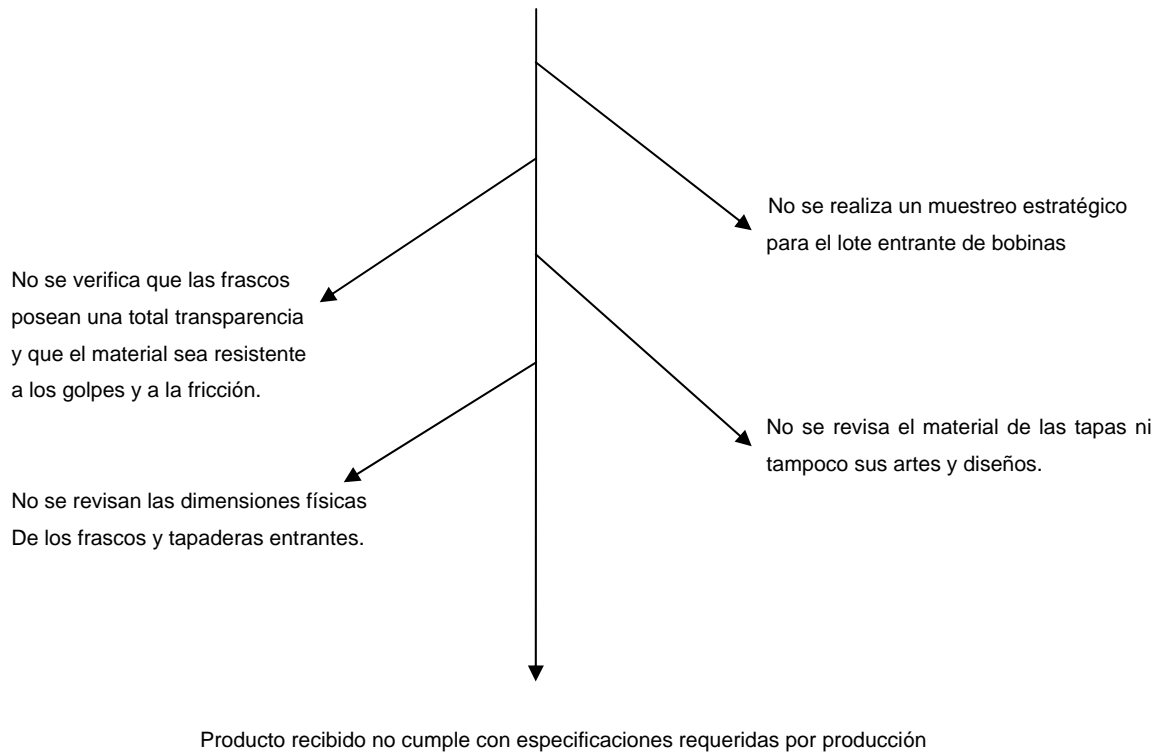 No se realiza un muestreo estratégico
para el lote entrante de bobinas
No se verifica que las frascos
posean una total transparencia
y que el material sea resistente
a los golpes y a la fricción.
No se revisa el material de las tapas ni
tampoco sus artes y diseños.
No se revisan las dimensiones físicas
De los frascos y tapaderas entrantes.
Producto recibido no cumple con especificaciones requeridas por producción